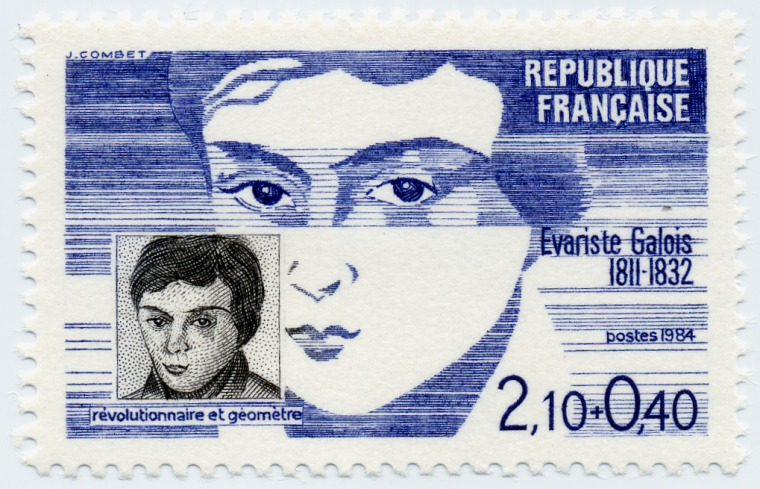 J. COMBET
REPUBLIQUE
FRANÇAISE
Evariste Galois
1811-1832
postes 1984
révolutionnaire et géomètre
2,10+0,40